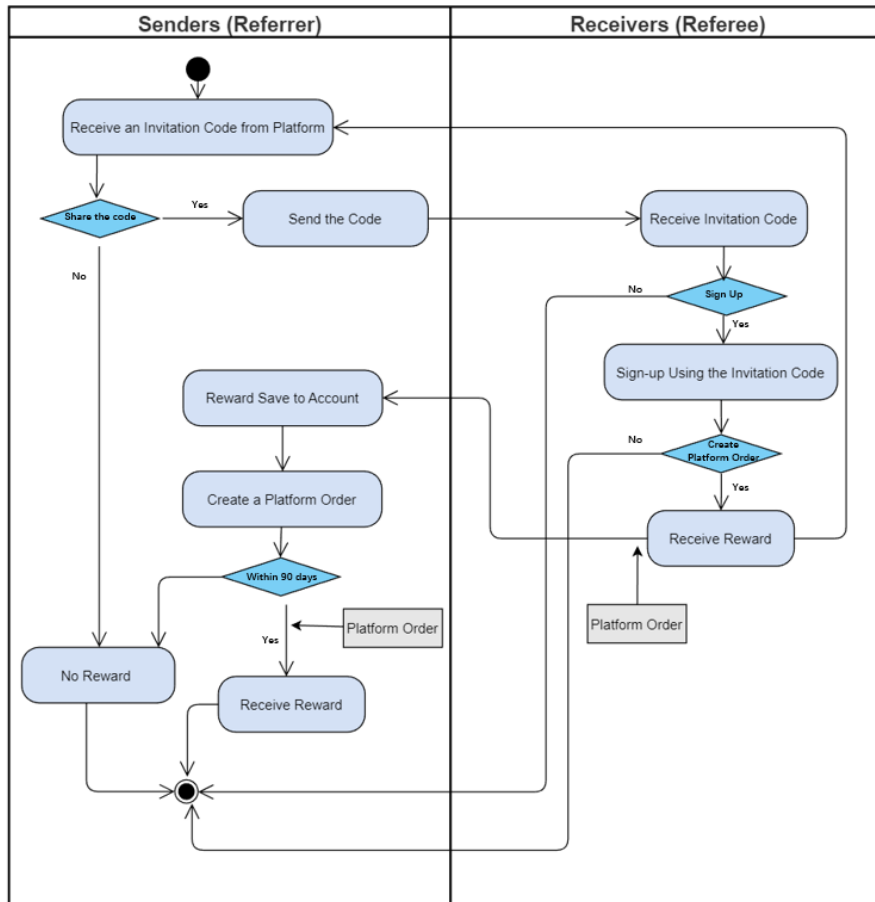 Senders (Referrer)
Receivers (Referee)
Receive an Invitation Code from Platform
Share the code
Yes
Send the Code
Receive Invitation Code
No
No
Sign Up
Yes
Sign-up Using the Invitation Code
Reward Save to Account
No
Create
Platform Order
Yes
Create a Platform Order
Receive Reward
Within 90 days
Platform Order
Yes
Platform Order
No Reward
Receive Reward